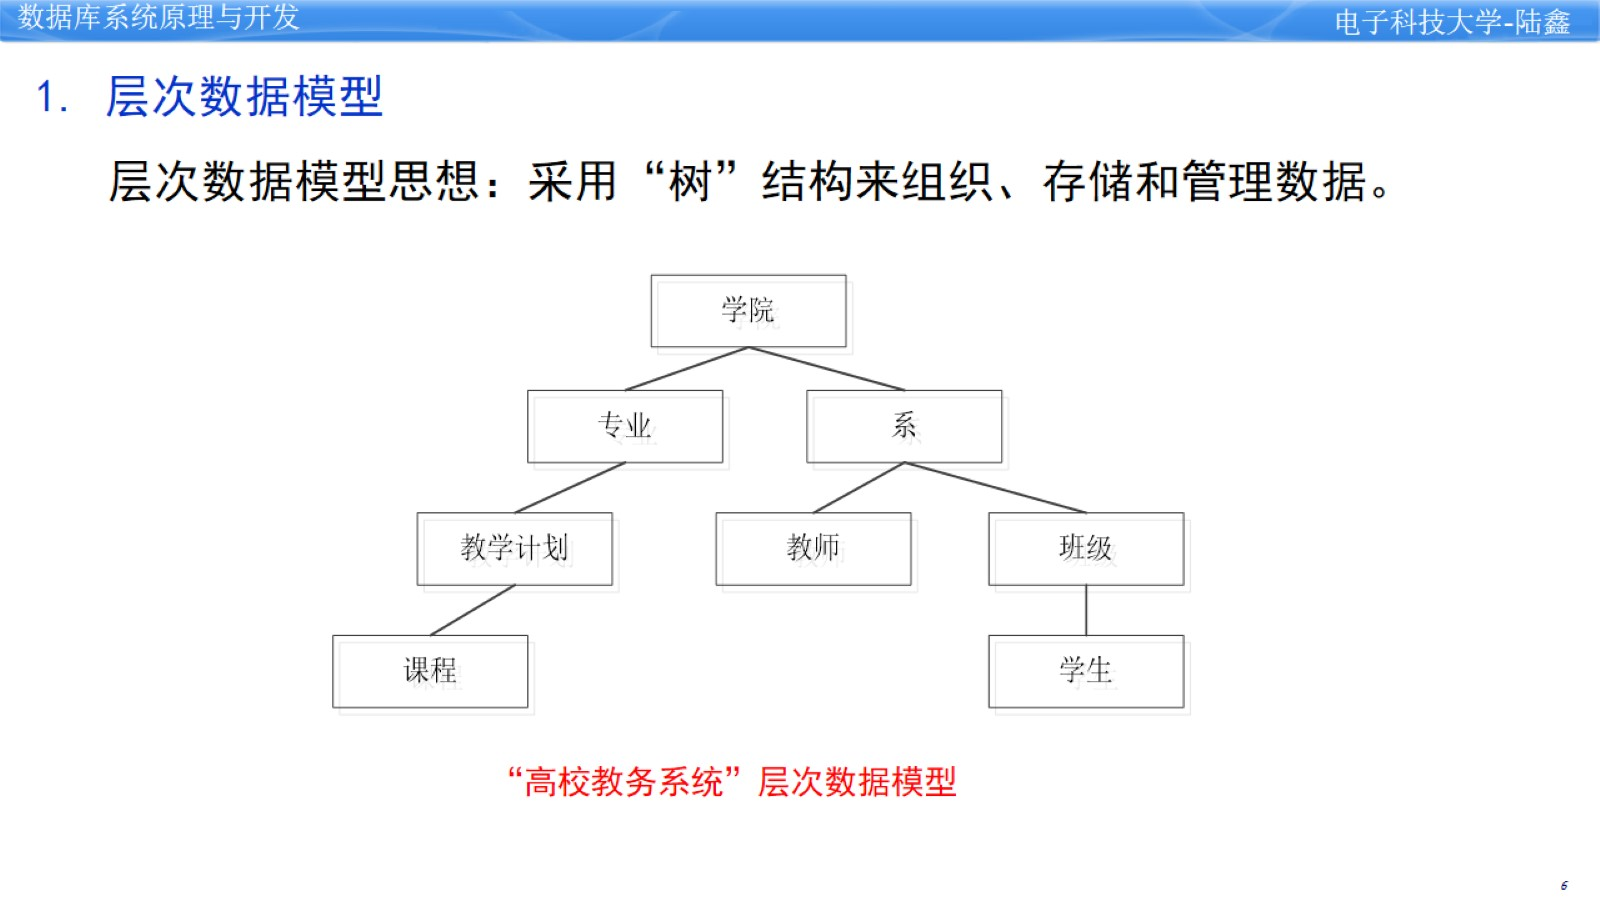 数据库系统原理与开发
电子科技大学-陆鑫
1. 层次数据模型
层次数据模型思想：采用“树”结构来组织、存储和管理数据。
学院
专业
系
教学计划
教师
班级
课程
学生
“高校教务系统”层次数据模型
6